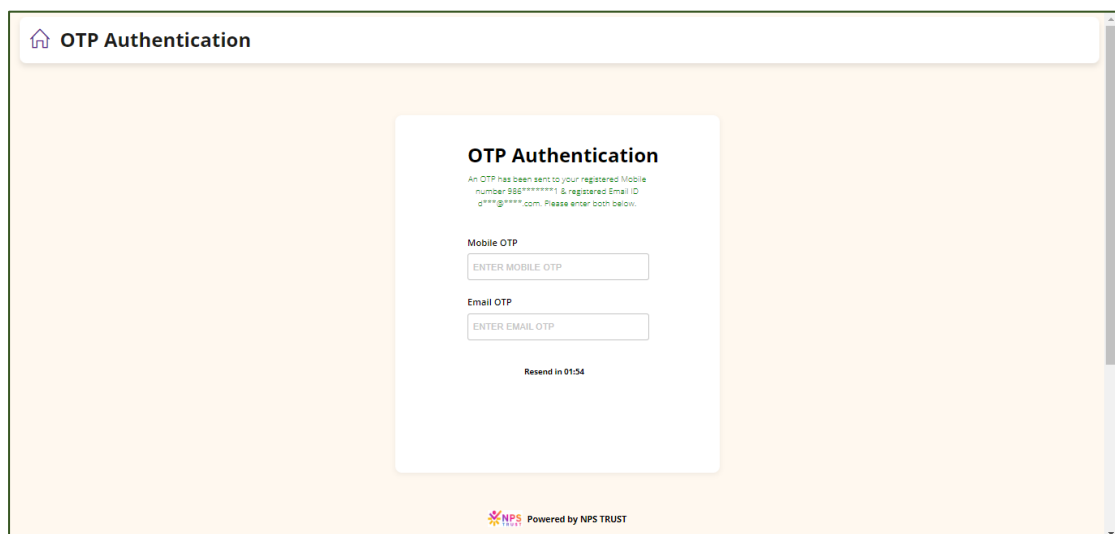 OTP Authentication
OTP Authentication
An OTP has been sent to your registered Mobile
number 986*******1 & registered Email ID
d***@****.com. Please enter both below.
Mobile OTP
ENTER MOBILE OTP
Email OTP
ENTER EMAIL OTP
Resend in 01:54
NPS
TRUST
Powered by NPS TRUST